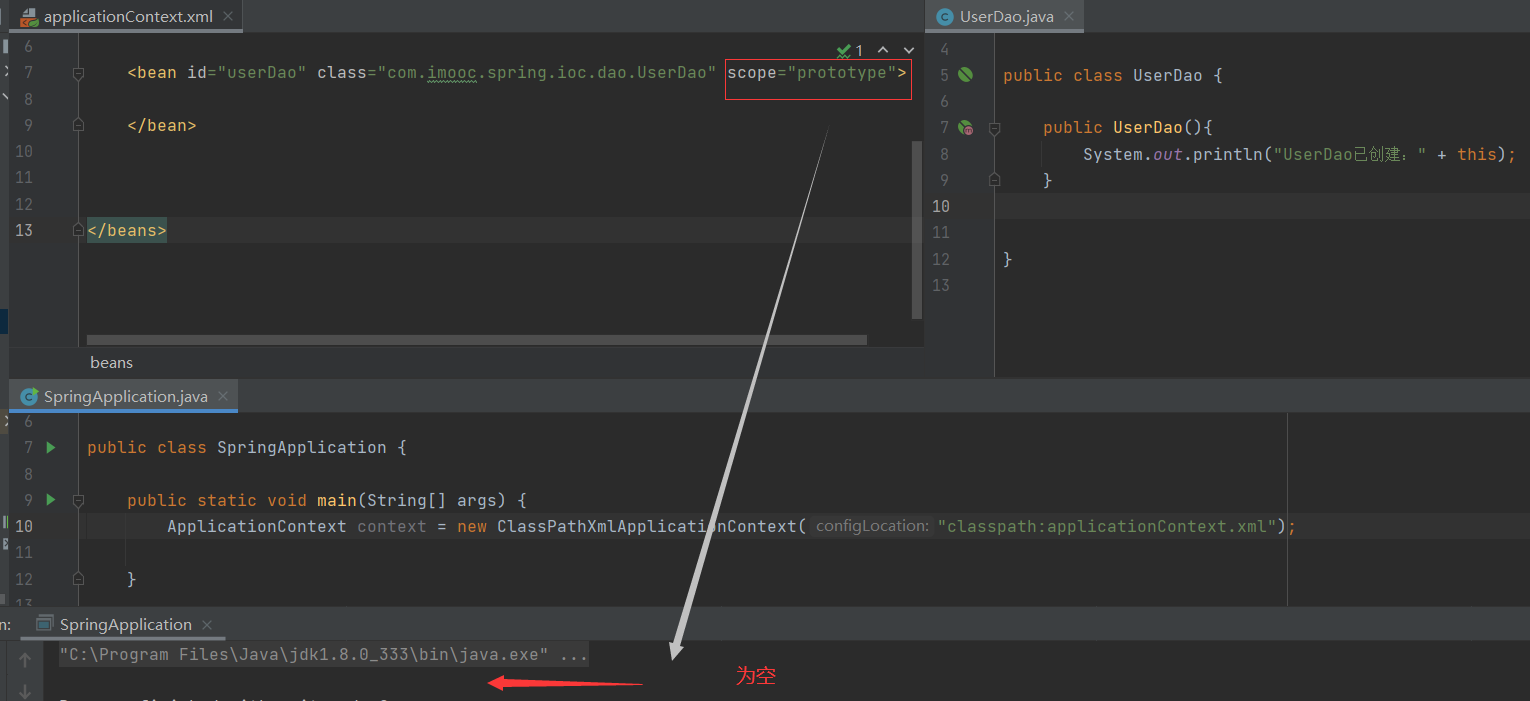 applicationContext.xml
6
1
7 <bean id="userDao" class="com.imooc.spring.ioc.dao.UserDao" scope="prototype">
8
9 </bean>
10
11
12
13 </beans>
beans
UserDao.java
4
5 public class UserDao {
6
7 public UserDao(){
8 System.out.println("UserDao已创建：" + this);
9 }
10
11
12 }
13
SpringApplication.java
6
7 public class SpringApplication {
8
9 public static void main(String[] args) {
10 ApplicationContext context = new ClassPathXmlApplicationContext( configLocation: "classpath:applicationContext.xml");
11
12 }
13
n: SpringApplication
"C:\Program Files\Java\jdk1.8.0_333\bin\java.exe" ...
为空